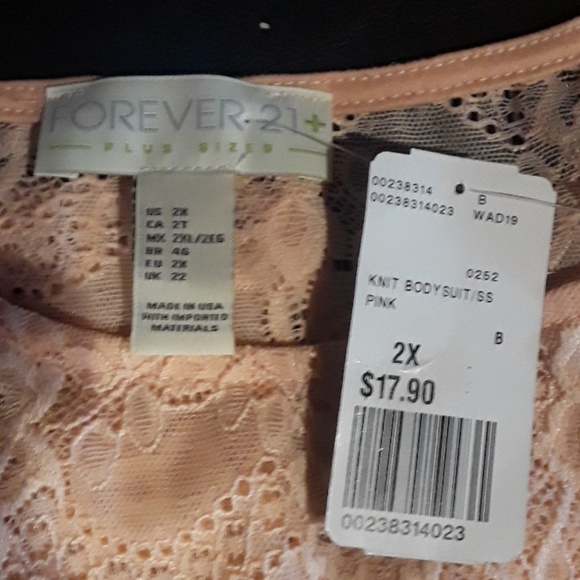 FOREVER 21+
PLUS SIZES
US 2X
CA 2T
MX 2XL/2EG
BR 46
EU 2X
UK 22
MADE IN USA
WITH IMPORTED
MATERIALS
00238314 B
00238314023 WAD19
0252
KNIT BODYSUIT/SS
PINK
B
2X
$17.90
00238314023